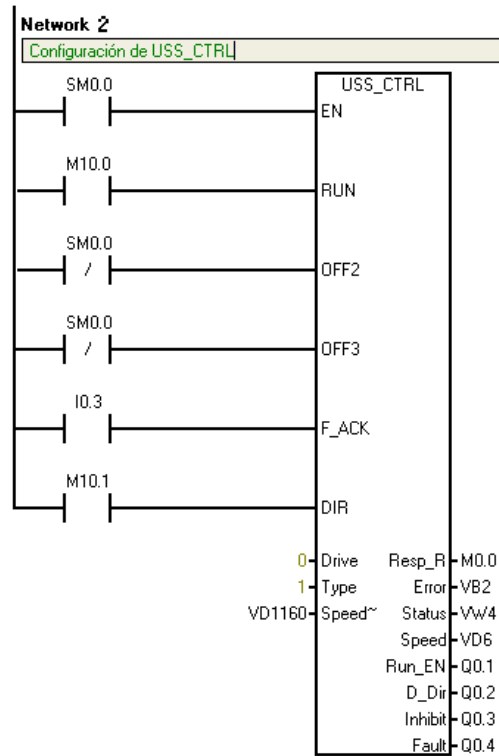 Network 2
Configuración de USS_CTRL
SM0.0
USS_CTRL
EN
M10.0
RUN
SM0.0
/
OFF2
SM0.0
/
OFF3
I0.3
F_ACK
M10.1
DIR
0 Drive Resp_R M0.0
1 Type Error VB2
VD1160 Speed~ Status VW4
Speed VD6
Run_EN Q0.1
D_Dir Q0.2
Inhibit Q0.3
Fault Q0.4